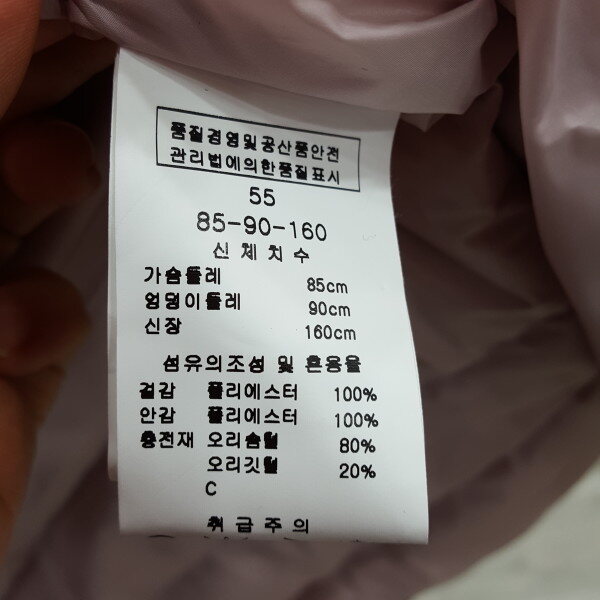 품질경영및공산품안전
관리법에의한품질표시
55
85-90-160
신체치수
가슴둘레 85cm
엉덩이둘레 90cm
신장 160cm
섬유의조성 및 혼용율
겉감 폴리에스터 100%
안감 폴리에스터 100%
충전재 오리솜털 80%
오리깃털 20%
C
취급주의